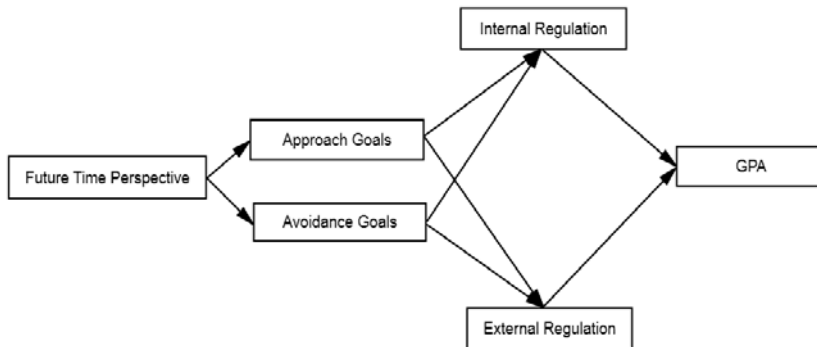 Internal Regulation
Approach Goals
Future Time Perspective
GPA
Avoidance Goals
External Regulation